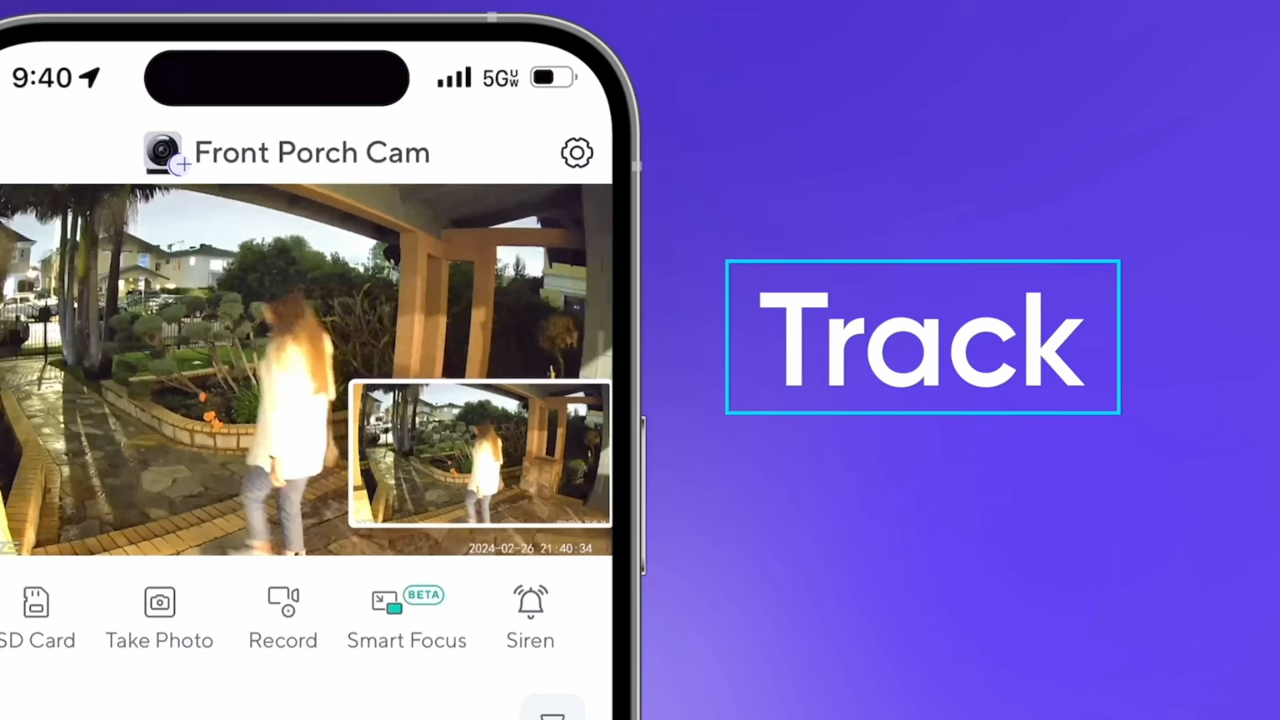 9:40
5G UW
Front Porch Cam
Track
2024-02-26 21:40:34
SD Card
Take Photo
Record
BETA
Smart Focus
Siren